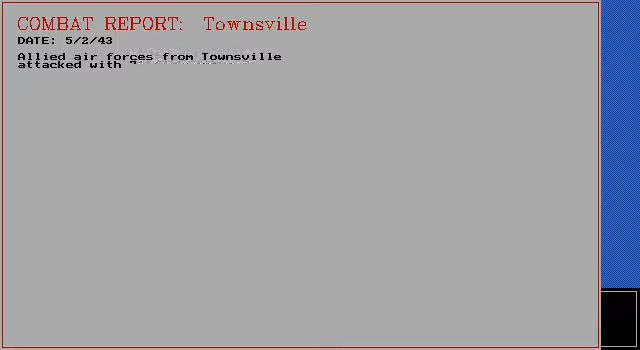 COMBAT REPORT: Townsville
DATE: 5/2/43
Allied air forces from Townsville
attacked with